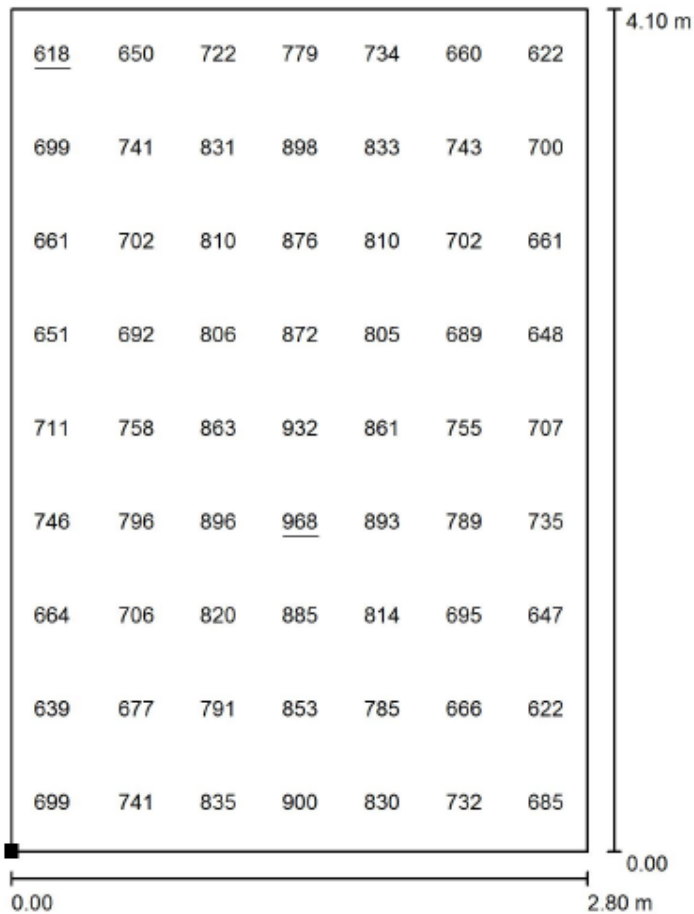 4.10 m
618 650 722 779 734 660 622
699 741 831 898 833 743 700
661 702 810 876 810 702 661
651 692 806 872 805 689 648
711 758 863 932 861 755 707
746 796 896 968 893 789 735
664 706 820 885 814 695 647
639 677 791 853 785 666 622
699 741 835 900 830 732 685
0.00
0.00 2.80 m